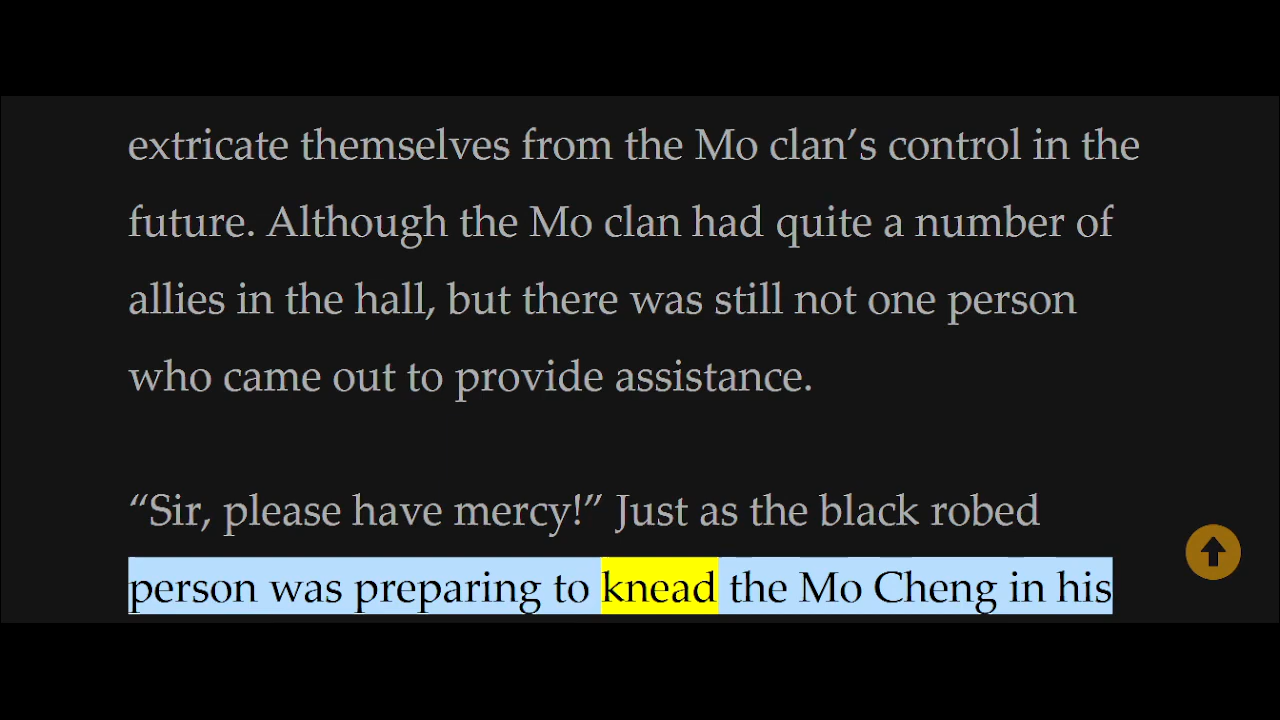 extricate themselves from the Mo clan’s control in the
future. Although the Mo clan had quite a number of
allies in the hall, but there was still not one person
who came out to provide assistance.
“Sir, please have mercy!” Just as the black robed
person was preparing to knead the Mo Cheng in his